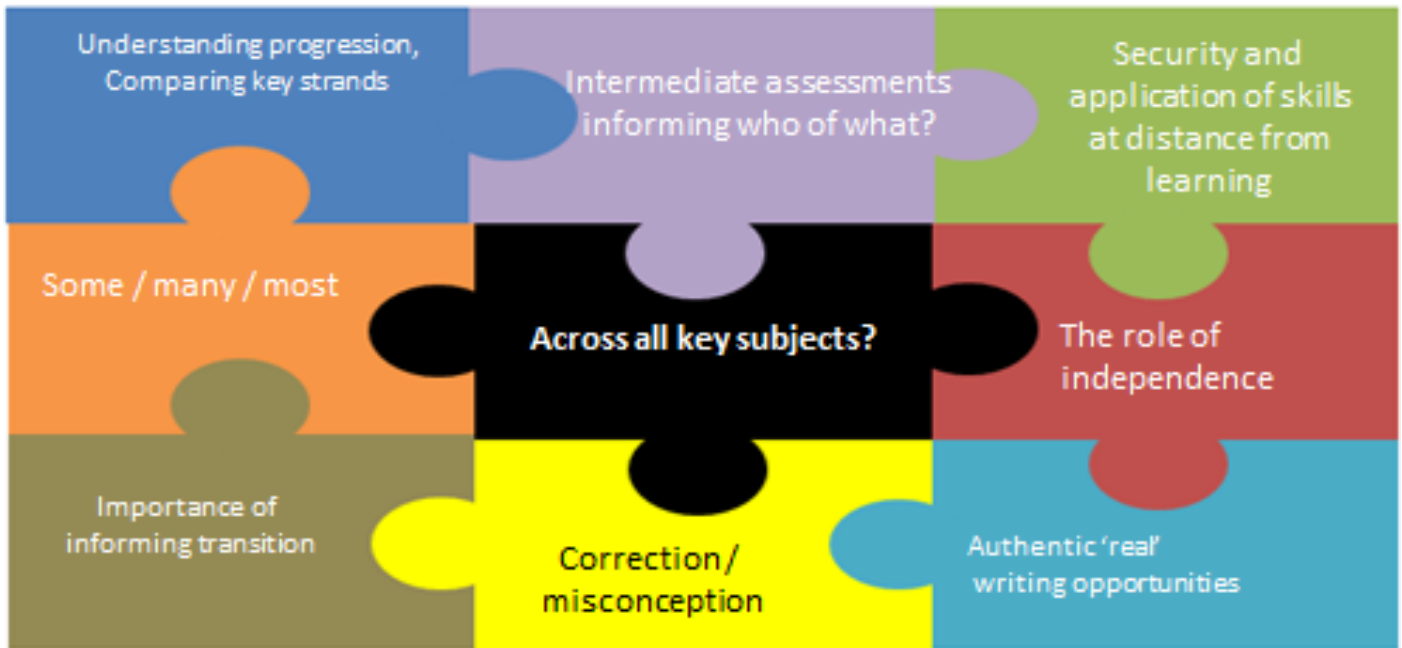 Understanding progression,
Comparing key strands
Intermediate assessments
informing who of what?
Security and
application of skills
at distance from
learning
Some / many / most
Across all key subjects?
The role of
independence
Importance of
informing transition
Correction /
misconception
Authentic ‘real’
writing opportunities